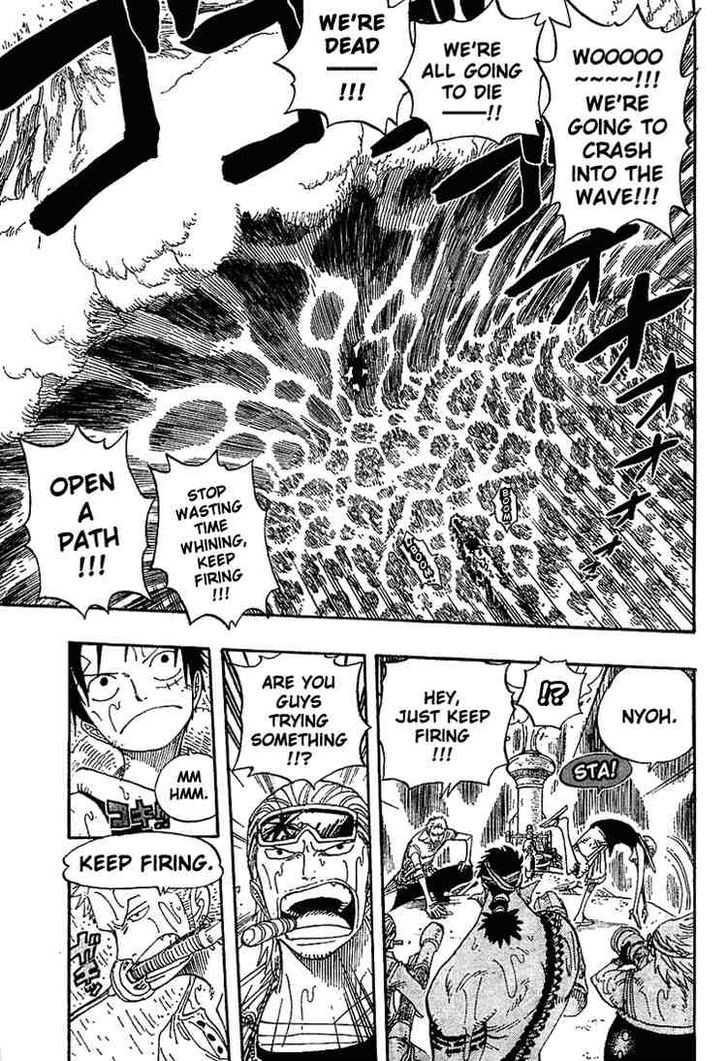 WOOOOO
~~~~!!!
WE'RE
GOING TO
CRASH
INTO THE
WAVE!!!
WE'RE
ALL GOING
TO DIE
——!!
WE'RE
DEAD
——
!!!
BOOM
STOP
WASTING
TIME
WHINING,
KEEP
FIRING
!!!
OPEN
A
PATH
!!!
NYOH.
STA!
!?
HEY,
JUST KEEP
FIRING
!!!
ARE YOU
GUYS
TRYING
SOMETHING
!!?
MM
HMM.
KEEP FIRING.